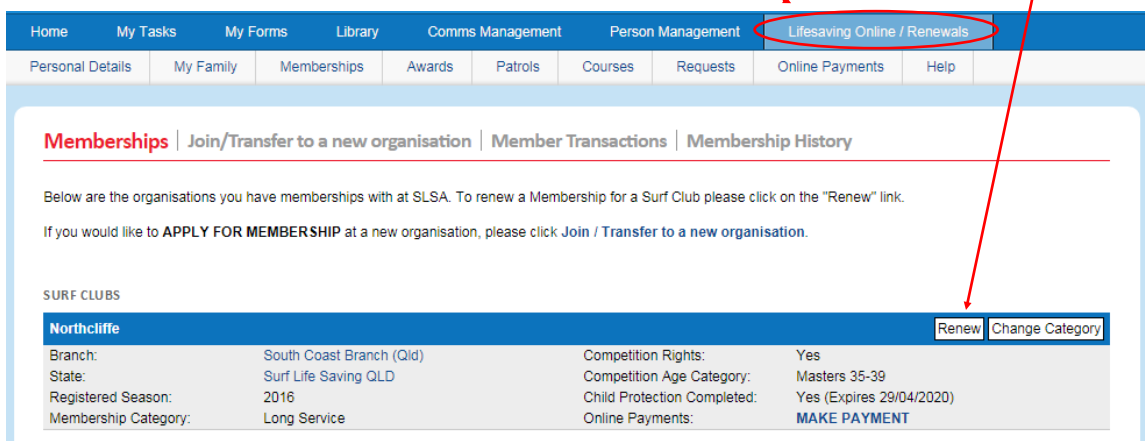 Home My Tasks My Forms Library Comms Management Person Management Lifesaving Online / Renewals
Personal Details My Family Memberships Awards Patrols Courses Requests Online Payments Help
Memberships | Join/Transfer to a new organisation | Member Transactions | Membership History
Below are the organisations you have memberships with at SLSA. To renew a Membership for a Surf Club please click on the "Renew" link.
If you would like to APPLY FOR MEMBERSHIP at a new organisation, please click Join / Transfer to a new organisation.
SURF CLUBS
Northcliffe Renew Change Category
Branch: South Coast Branch (Qld) Competition Rights: Yes
State: Surf Life Saving QLD Competition Age Category: Masters 35-39
Registered Season: 2016 Child Protection Completed: Yes (Expires 29/04/2020)
Membership Category: Long Service Online Payments: MAKE PAYMENT